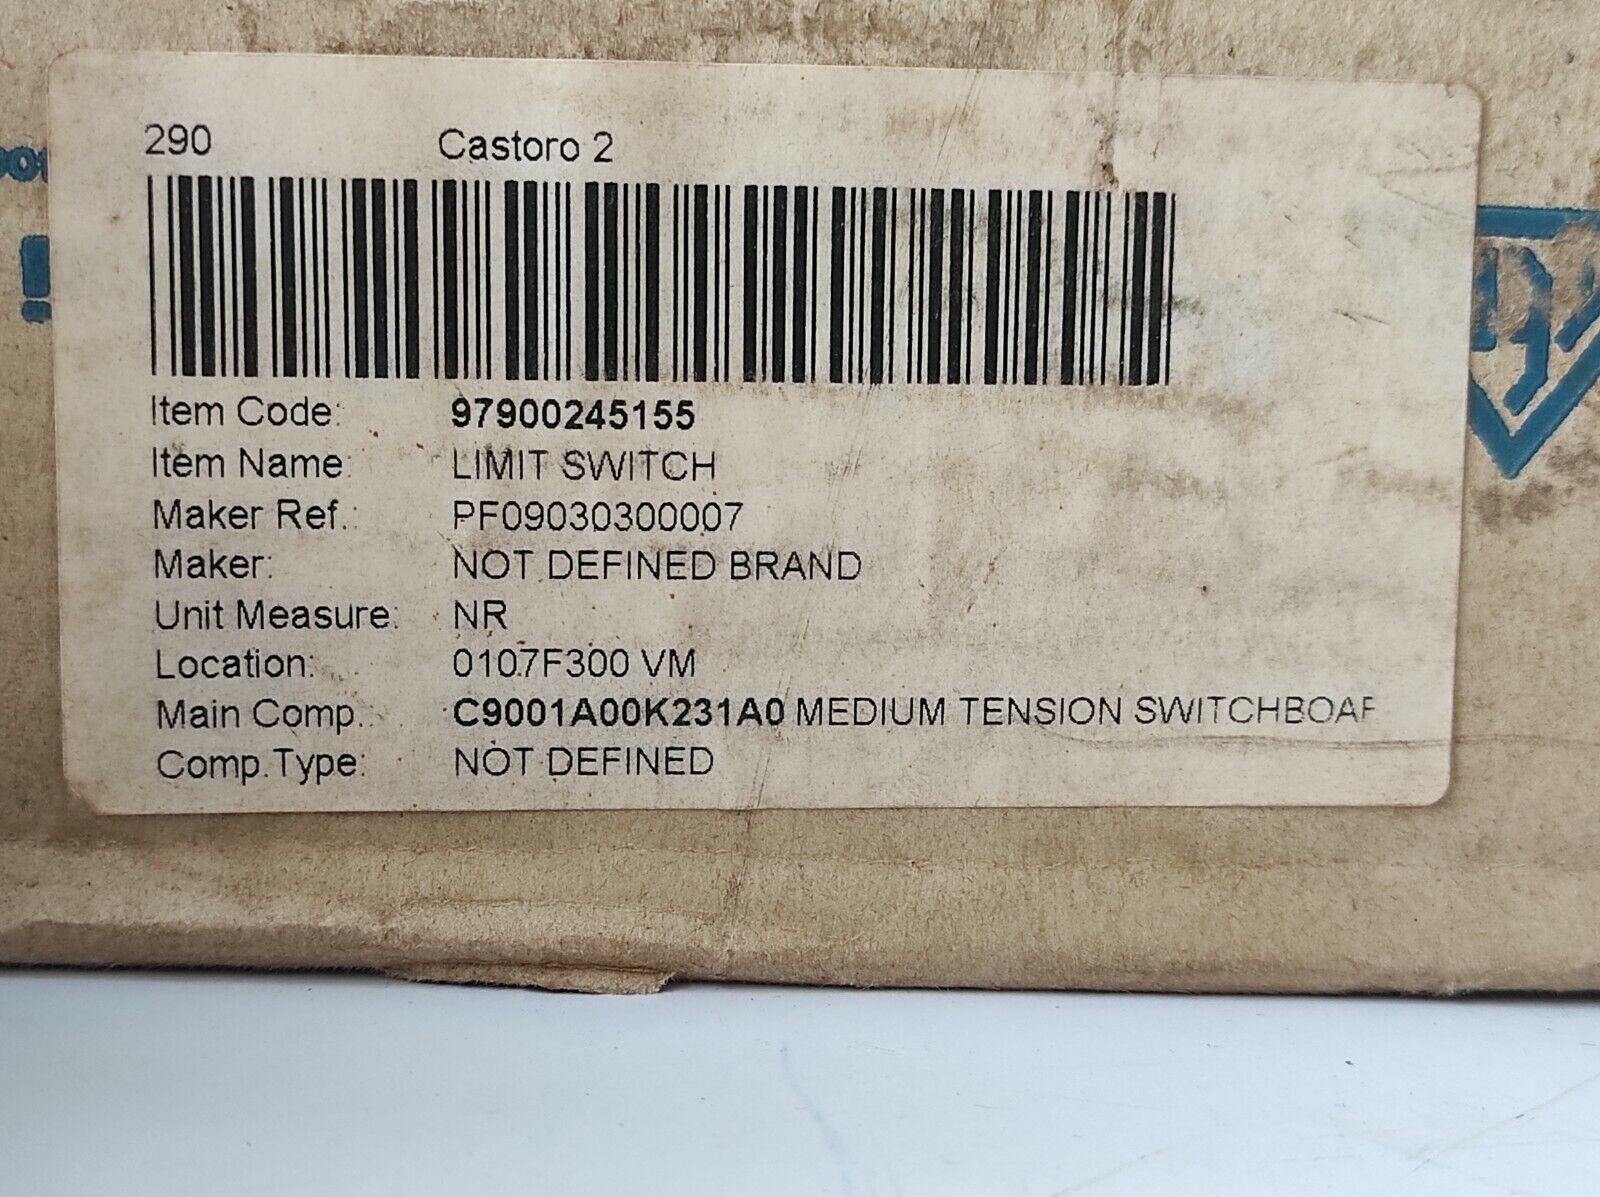 290 Castoro 2
Item Code: 97900245155
Item Name: LIMIT SWITCH
Maker Ref.: PF09030300007
Maker: NOT DEFINED BRAND
Unit Measure: NR
Location: 0107F300 VM
Main Comp.: C9001A00K231A0 MEDIUM TENSION SWITCHBOAR
Comp.Type: NOT DEFINED